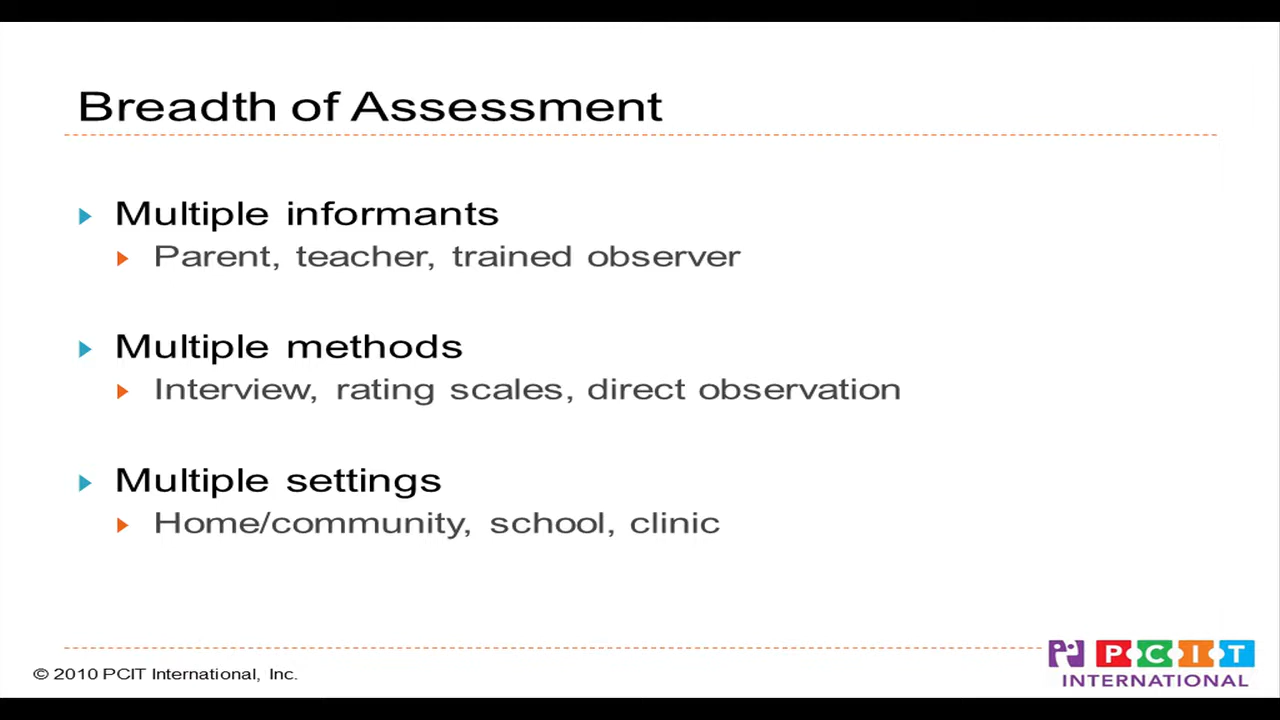 Breadth of Assessment
Multiple informants
Parent, teacher, trained observer
Multiple methods
Interview, rating scales, direct observation
Multiple settings
Home/community, school, clinic
© 2010 PCIT International, Inc.
PCIT
INTERNATIONAL